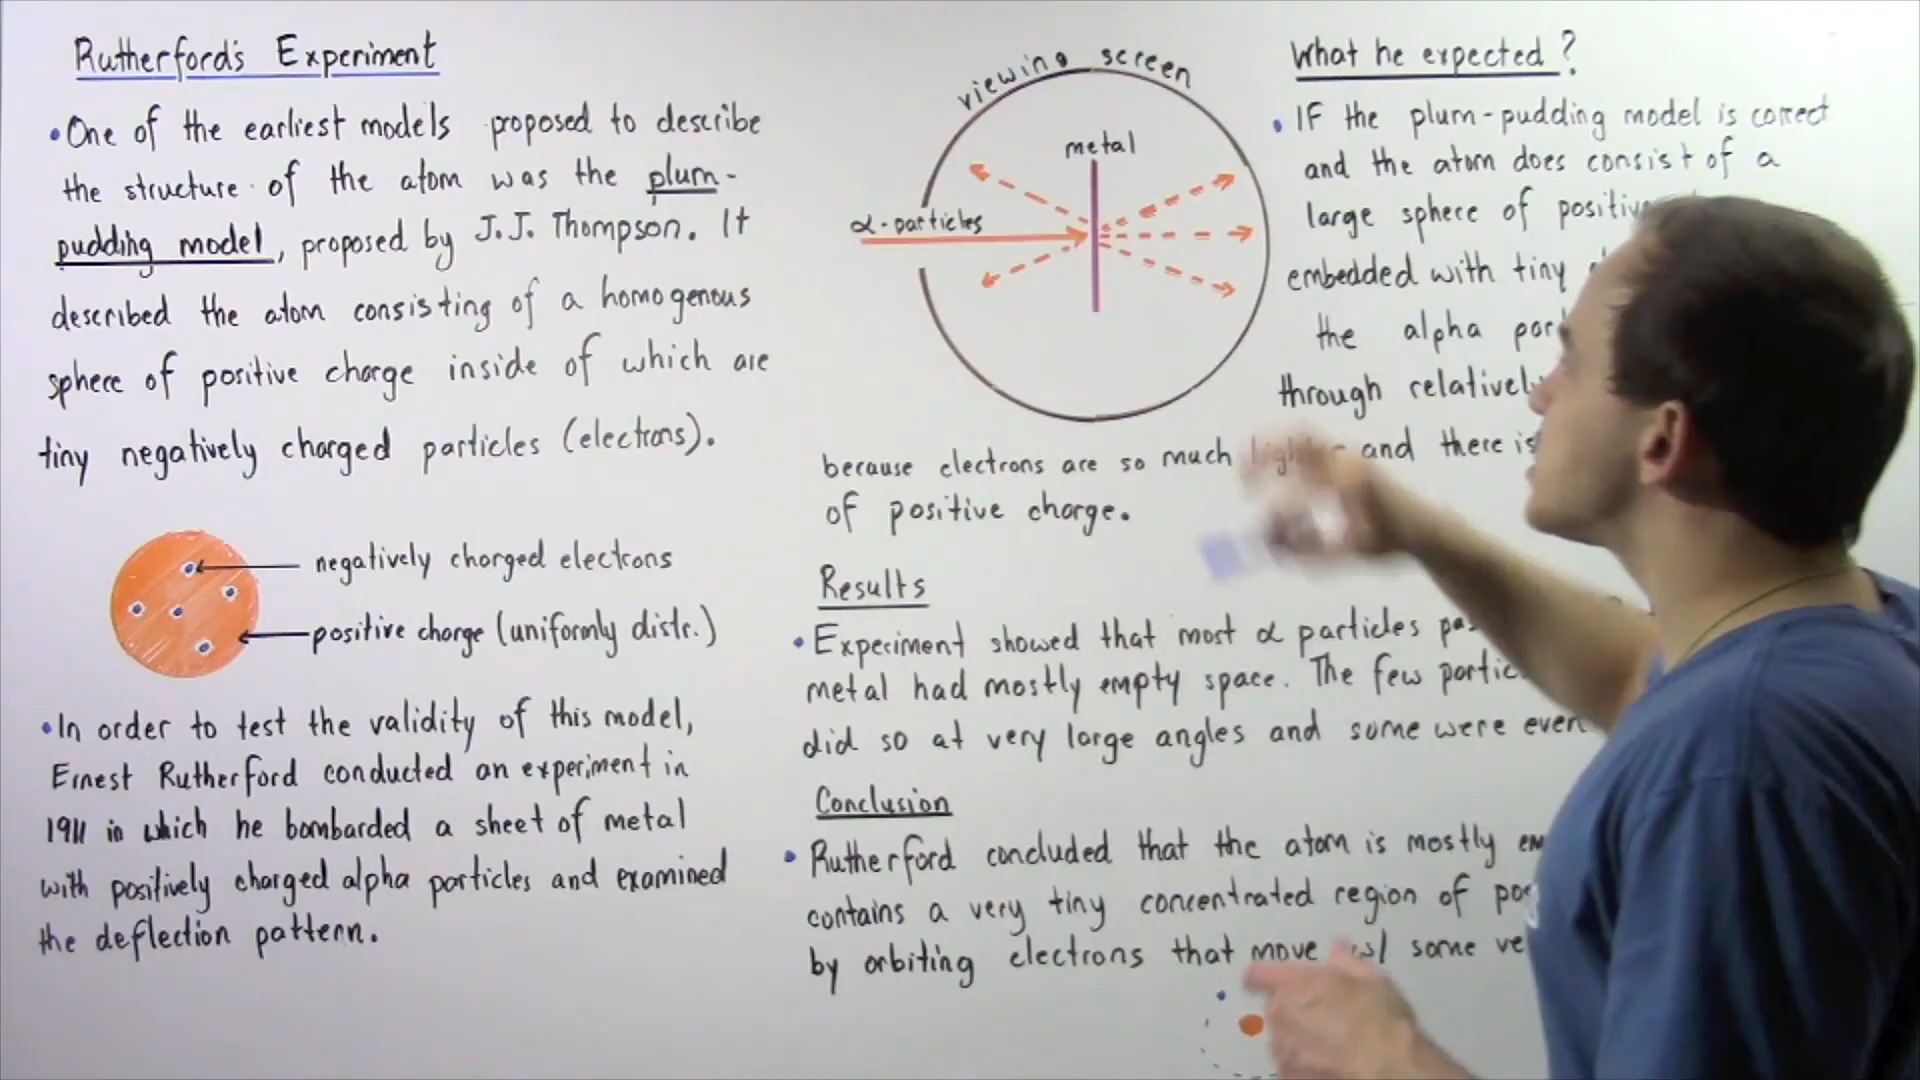 Rutherford's Experiment
• One of the earliest models proposed to describe
the structure of the atom was the plum-
pudding model, proposed by J.J. Thompson. It
described the atom consisting of a homogenous
sphere of positive charge inside of which are
tiny negatively charged particles (electrons).
negatively charged electrons
positive charge (uniformly distr.)
• In order to test the validity of this model,
Ernest Rutherford conducted an experiment in
1911 in which he bombarded a sheet of metal
with positively charged alpha particles and examined
the deflection pattern.
viewing screen
metal
α-particles
What he expected?
• IF the plum-pudding model is correct
and the atom does consist of a
large sphere of positive
embedded with tiny
the alpha
through relatively
because electrons are so much and there is
of positive charge.
Results
• Experiment showed that most α particles
metal had mostly empty space. The few
did so at very large angles and some were even
Conclusion
• Rutherford concluded that the atom is mostly
contains a very tiny concentrated region of
by orbiting electrons that move w/ some